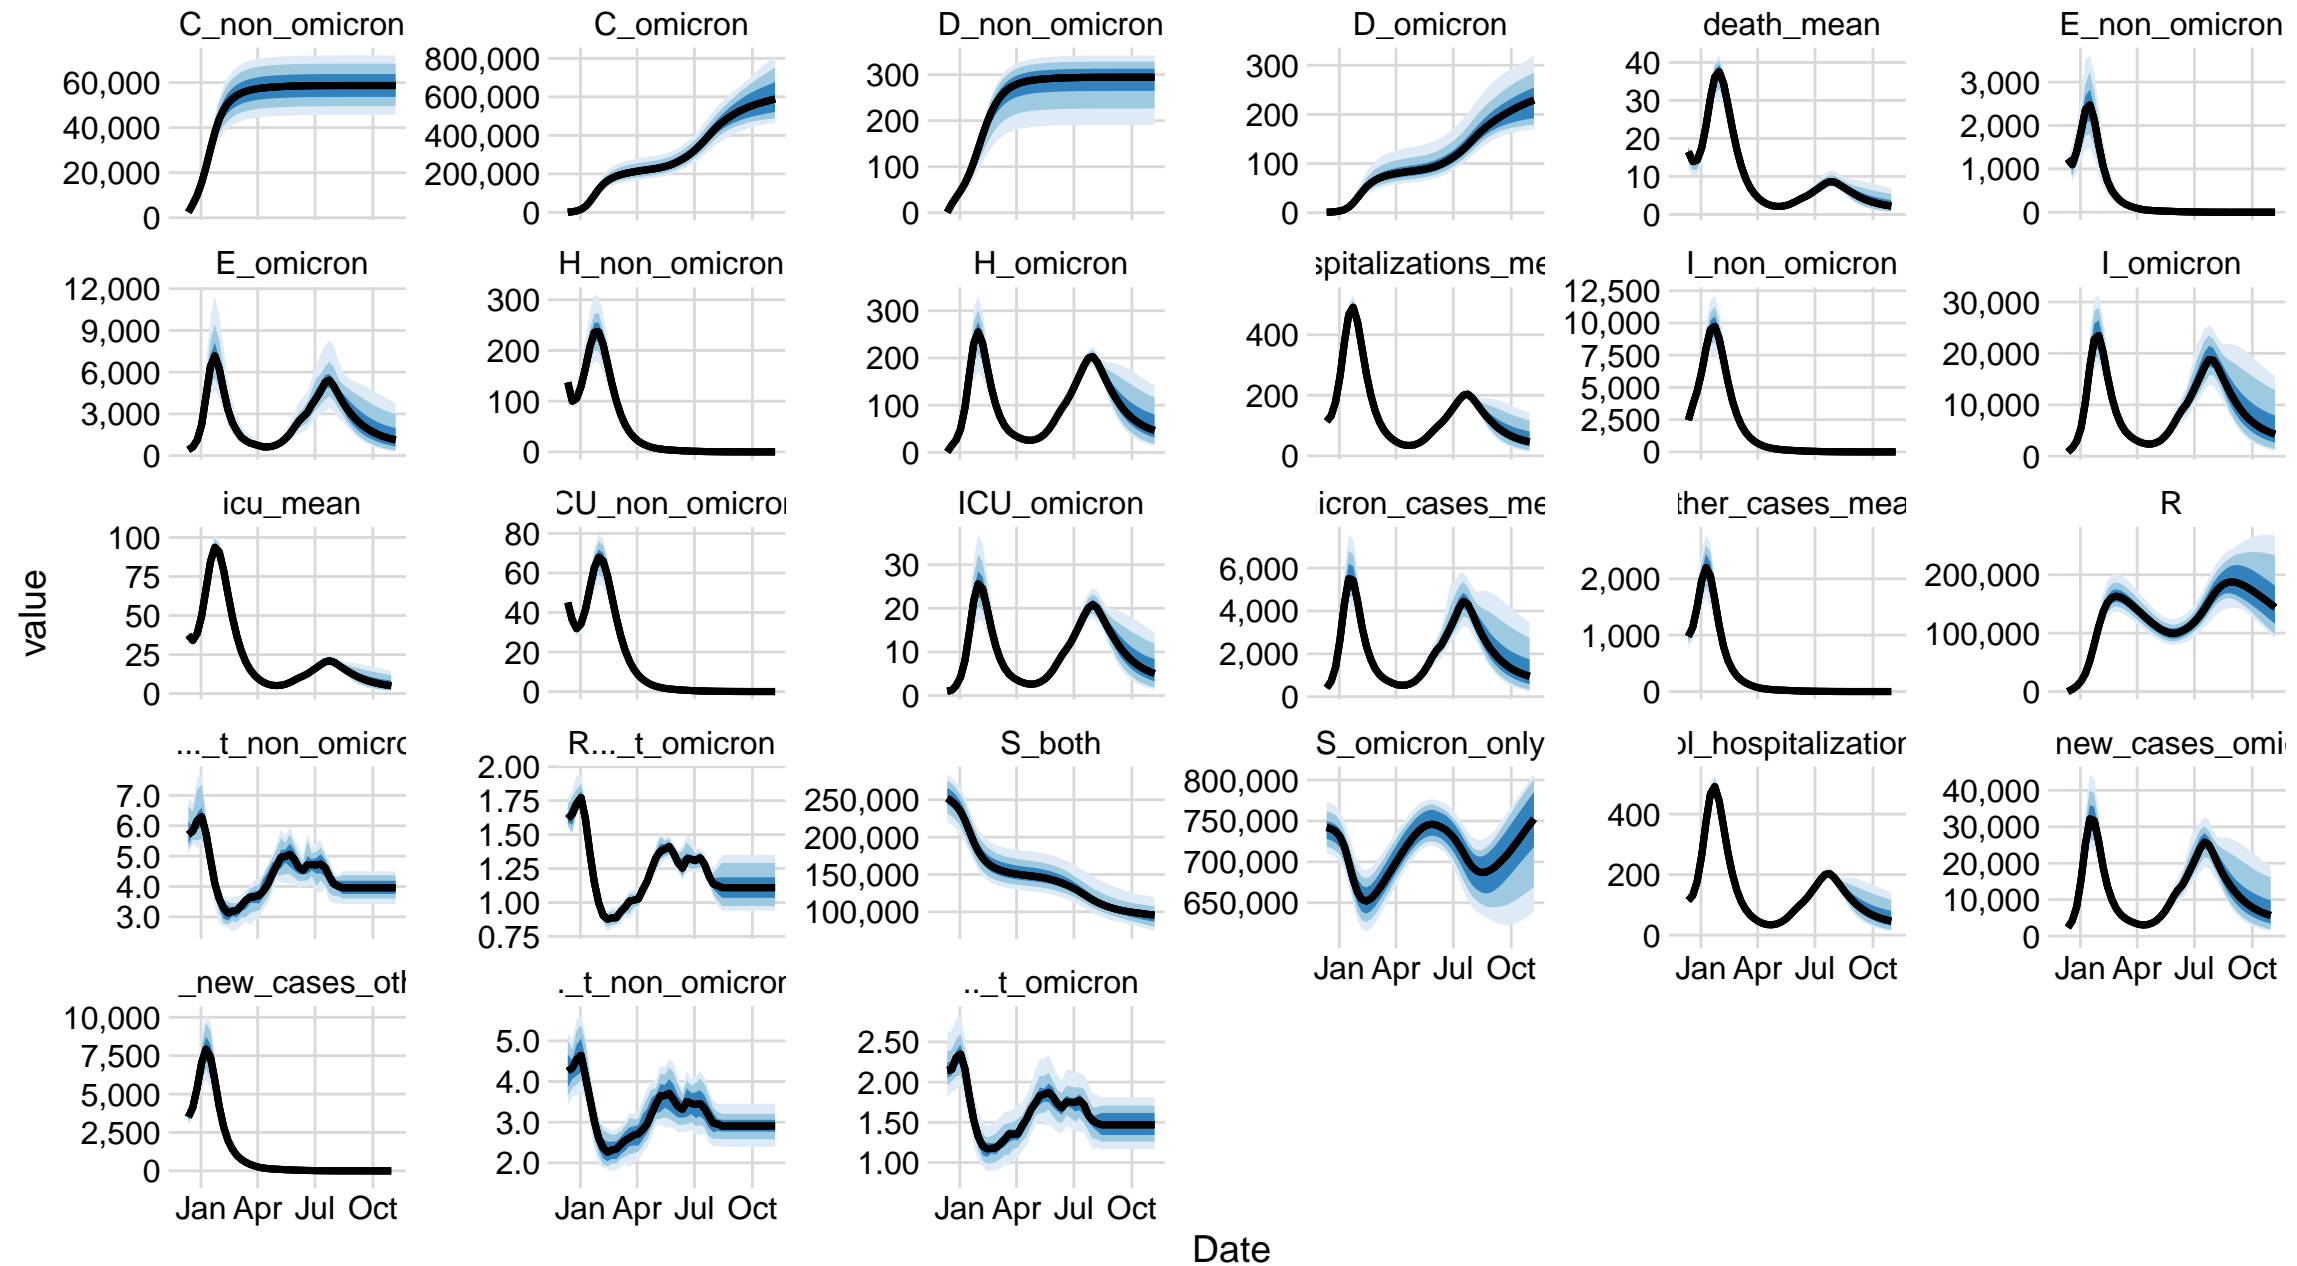 C_non_omicron C_omicron D_non_omicron D_omicron death_mean E_non_omicron
60,000 40,000 20,000 0
800,000 600,000 400,000 200,000 0
300 200 100 0
300 200 100 0
40 30 20 10 0
3,000 2,000 1,000 0
E_omicron H_non_omicron H_omicron spitalizations_me I_non_omicron I_omicron
12,000 9,000 6,000 3,000 0
300 200 100 0
300 200 100 0
400 200 0
12,500 10,000 7,500 5,000 2,500 0
30,000 20,000 10,000 0
value
icu_mean CU_non_omicron ICU_omicron icron_cases_me ther_cases_mea R
100 75 50 25 0
80 60 40 20 0
30 20 10 0
6,000 4,000 2,000 0
2,000 1,000 0
200,000 100,000 0
..._t_non_omicro R..._t_omicron S_both S_omicron_only ol_hospitalization new_cases_omi
7.0 6.0 5.0 4.0 3.0
2.00 1.75 1.50 1.25 1.00 0.75
250,000 200,000 150,000 100,000
800,000 750,000 700,000 650,000
400 200 0
40,000 30,000 20,000 10,000 0
Jan Apr Jul Oct
Jan Apr Jul Oct
Jan Apr Jul Oct
_new_cases_oth ._t_non_omicron .._t_omicron
10,000 7,500 5,000 2,500 0
5.0 4.0 3.0 2.0
2.50 2.00 1.50 1.00
Jan Apr Jul Oct
Jan Apr Jul Oct
Jan Apr Jul Oct
Date